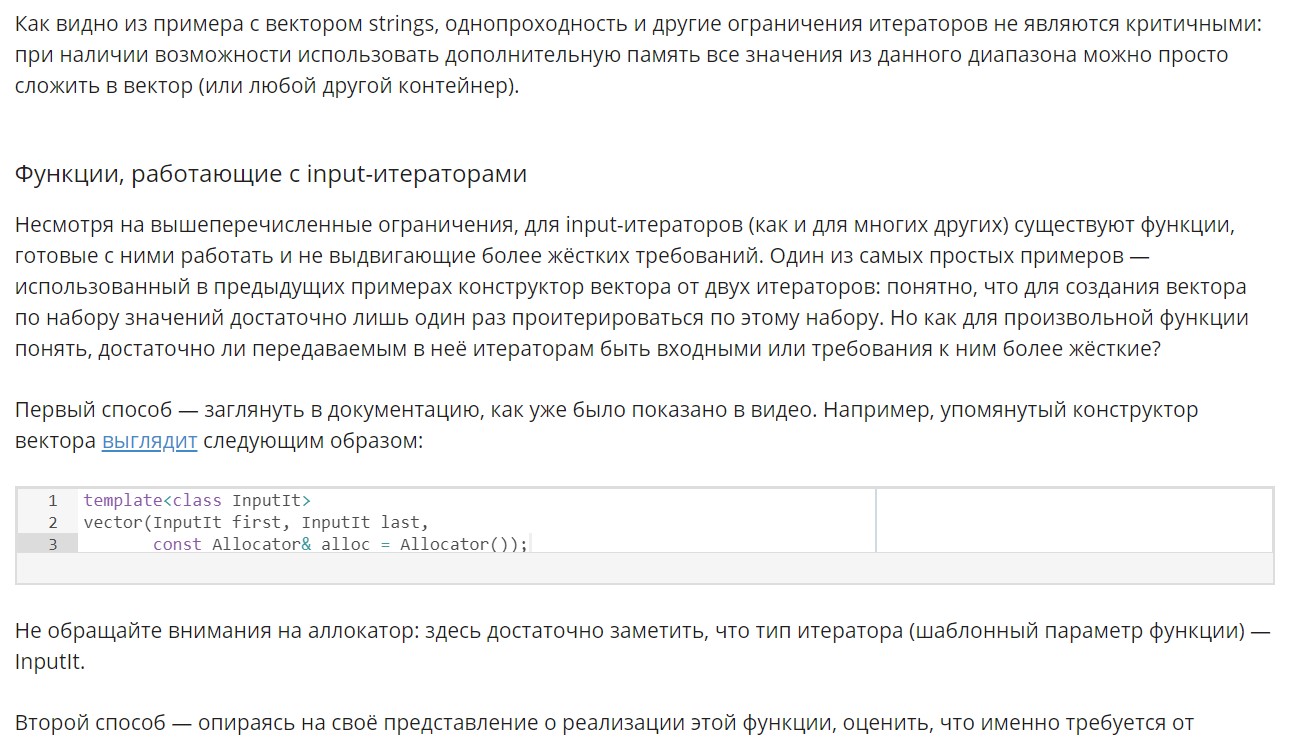 Как видно из примера с вектором strings, однопроходность и другие ограничения итераторов не являются критичными:
при наличии возможности использовать дополнительную память все значения из данного диапазона можно просто
сложить в вектор (или любой другой контейнер).
Функции, работающие с input-итераторами
Несмотря на вышеперечисленные ограничения, для input-итераторов (как и для многих других) существуют функции,
готовые с ними работать и не выдвигающие более жёстких требований. Один из самых простых примеров —
использованный в предыдущих примерах конструктор вектора от двух итераторов: понятно, что для создания вектора
по набору значений достаточно лишь один раз проитерироваться по этому набору. Но как для произвольной функции
понять, достаточно ли передаваемым в неё итераторам быть входными или требования к ним более жёсткие?
Первый способ — заглянуть в документацию, как уже было показано в видео. Например, упомянутый конструктор
вектора выглядит следующим образом:
1 template<class InputIt>
2 vector(InputIt first, InputIt last,
3 const Allocator& alloc = Allocator());
Не обращайте внимания на аллокатор: здесь достаточно заметить, что тип итератора (шаблонный параметр функции) —
InputIt.
Второй способ — опираясь на своё представление о реализации этой функции, оценить, что именно требуется от